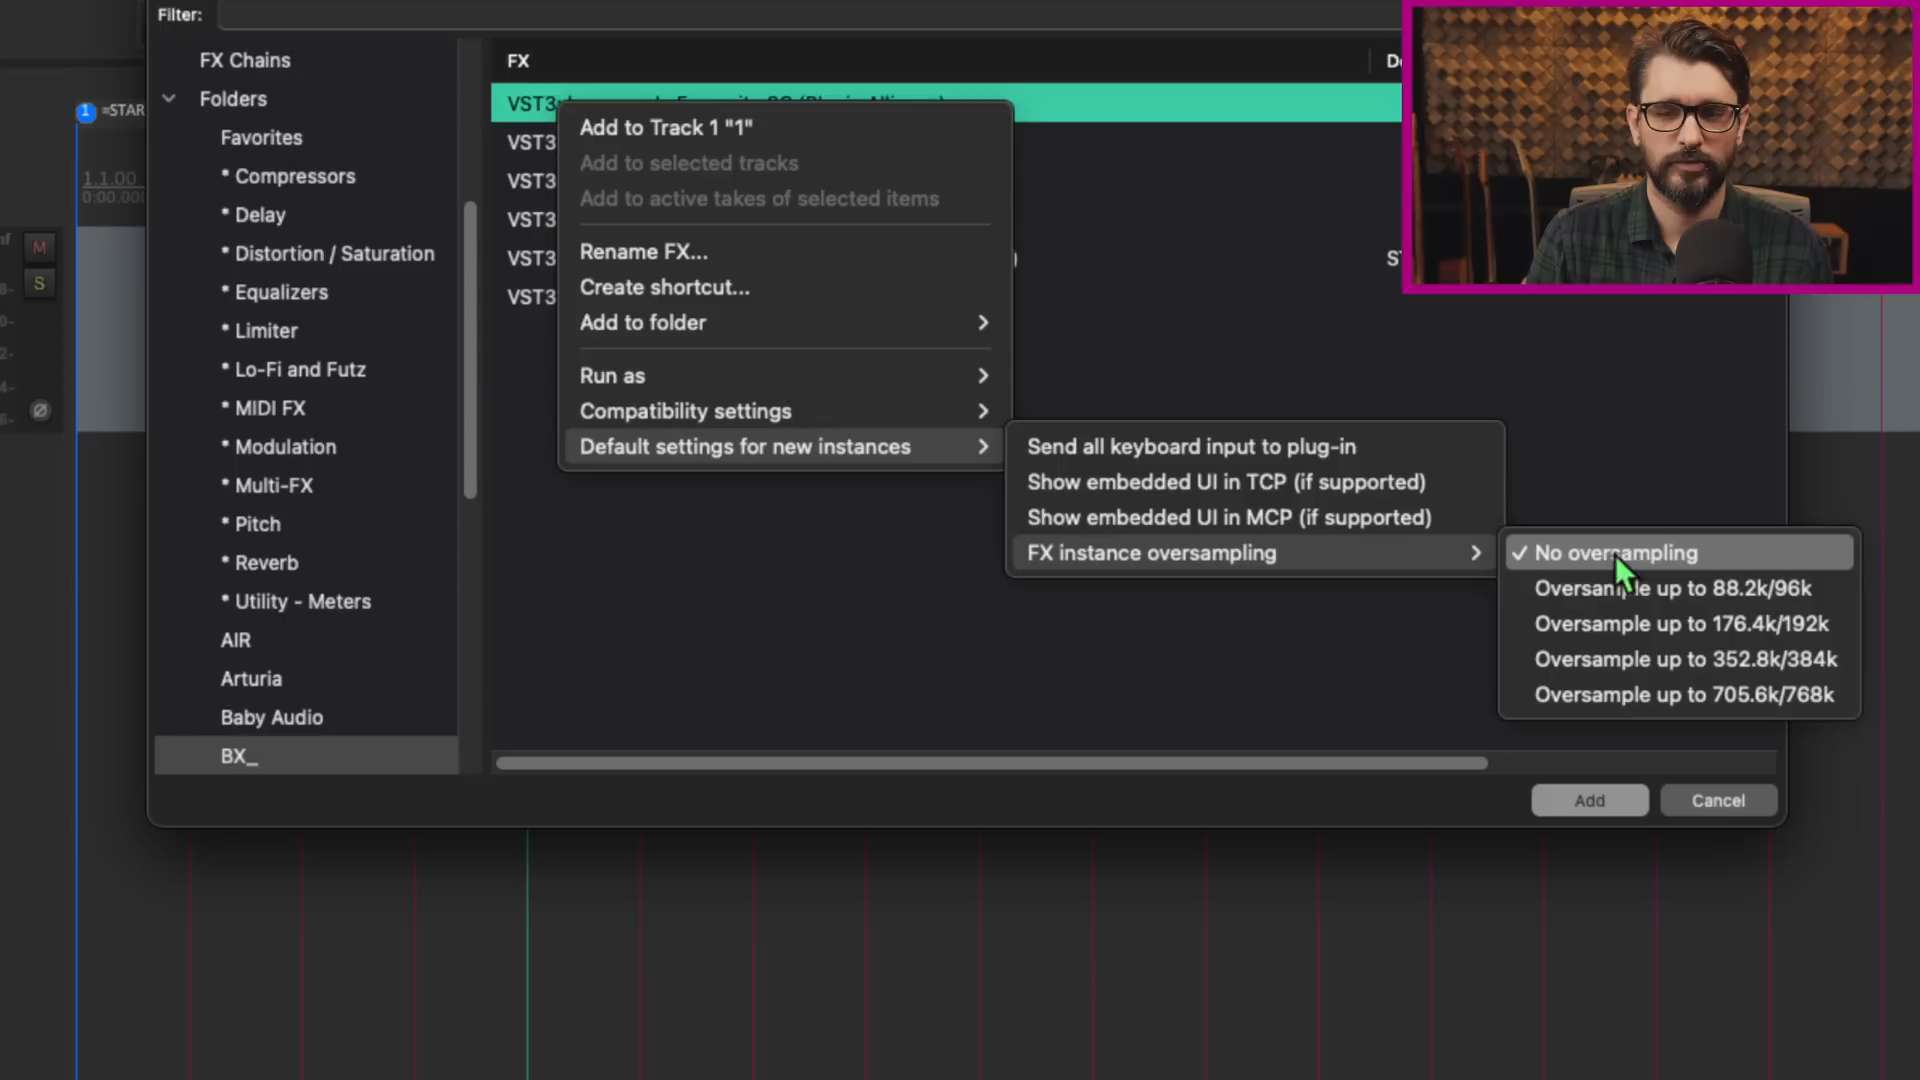 Filter:
FX Chains
Folders
Favorites
* Compressors
* Delay
* Distortion / Saturation
* Equalizers
* Limiter
* Lo-Fi and Futz
* MIDI FX
* Modulation
* Multi-FX
* Pitch
* Reverb
* Utility - Meters
AIR
Arturia
Baby Audio
BX_
FX
VST3
VST3
VST3
VST3
VST3
VST3
Add to Track 1 "1"
Add to selected tracks
Add to active takes of selected items
Rename FX...
Create shortcut...
Add to folder
Run as
Compatibility settings
Default settings for new instances
Send all keyboard input to plug-in
Show embedded UI in TCP (if supported)
Show embedded UI in MCP (if supported)
FX instance oversampling
No oversampling
Oversample up to 88.2k/96k
Oversample up to 176.4k/192k
Oversample up to 352.8k/384k
Oversample up to 705.6k/768k
Add
Cancel
1 =STAR
1.1.00
0:00.000
M
S